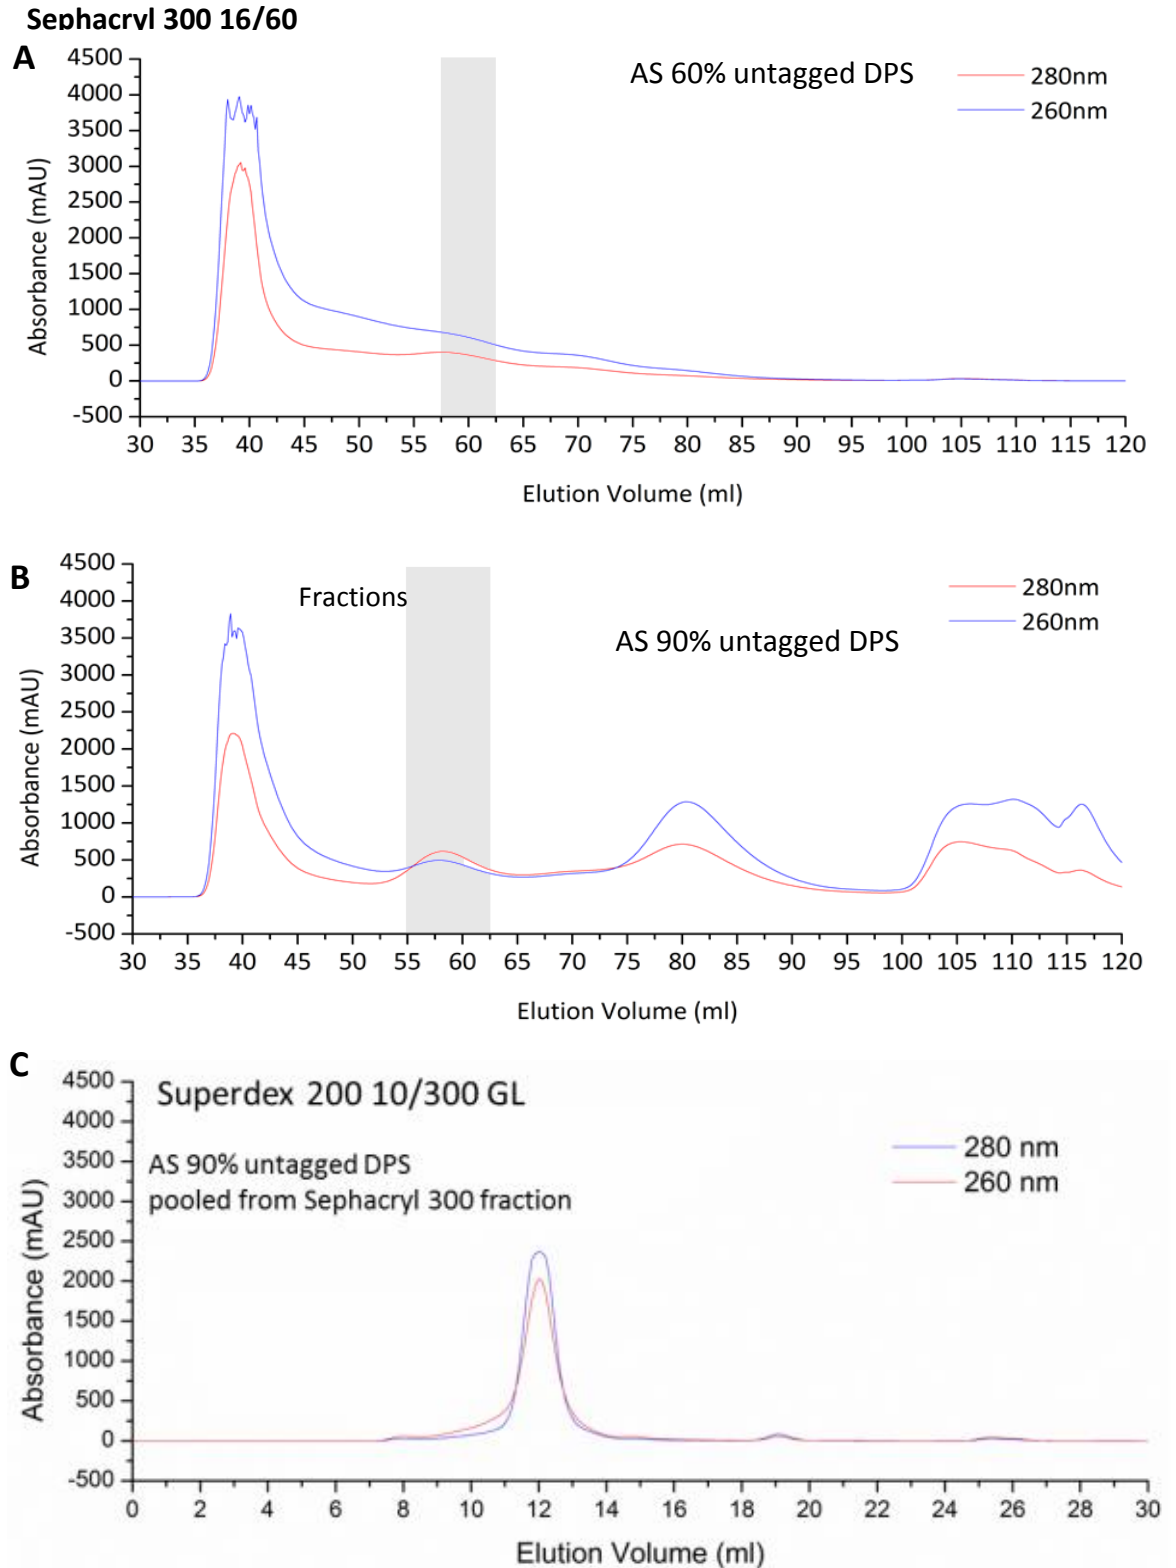 Sephacryl 300 16/60
A
AS 60% untagged DPS
280nm
260nm
4500
4000
3500
3000
2500
2000
1500
1000
500
0
-500
Absorbance (mAU)
30 35 40 45 50 55 60 65 70 75 80 85 90 95 100 105 110 115 120
Elution Volume (ml)
B
Fractions
AS 90% untagged DPS
280nm
260nm
4500
4000
3500
3000
2500
2000
1500
1000
500
0
-500
Absorbance (mAU)
30 35 40 45 50 55 60 65 70 75 80 85 90 95 100 105 110 115 120
Elution Volume (ml)
C
Superdex 200 10/300 GL
AS 90% untagged DPS
pooled from Sephacryl 300 fraction
280 nm
260 nm
4500
4000
3500
3000
2500
2000
1500
1000
500
0
-500
Absorbance (mAU)
0 2 4 6 8 10 12 14 16 18 20 22 24 26 28 30
Elution Volume (ml)